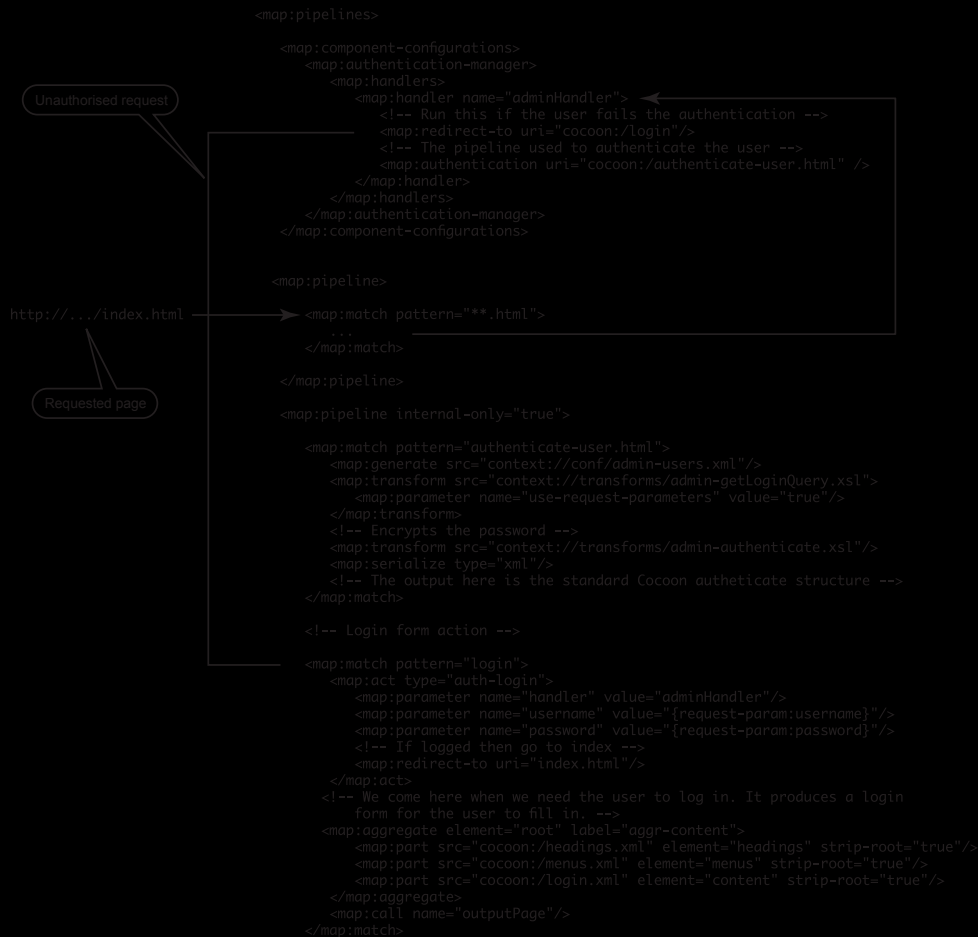 <map:pipelines>
<map:component-configurations>
<map:authentication-manager>
<map:handlers>
Unauthorised request
<map:handler name="adminHandler">
<!-- Run this if the user fails the authentication -->
<map:redirect-to uri="cocoon:/login"/>
<!-- The pipeline used to authenticate the user -->
<map:authentication uri="cocoon:/authenticate-user.html" />
</map:handler>
</map:handlers>
</map:authentication-manager>
</map:component-configurations>
<map:pipeline>
http://.../index.html
<map:match pattern="**.html">
...
</map:match>
</map:pipeline>
Requested page
<map:pipeline internal-only="true">
<map:match pattern="authenticate-user.html">
<map:generate src="context://conf/admin-users.xml"/>
<map:transform src="context://transforms/admin-getLoginQuery.xsl">
<map:parameter name="use-request-parameters" value="true"/>
</map:transform>
<!-- Encrypts the password -->
<map:transform src="context://transforms/admin-authenticate.xsl"/>
<map:serialize type="xml"/>
<!-- The output here is the standard Cocoon autheticate structure -->
</map:match>
<!-- Login form action -->
<map:match pattern="login">
<map:act type="auth-login">
<map:parameter name="handler" value="adminHandler"/>
<map:parameter name="username" value="{request-param:username}"/>
<map:parameter name="password" value="{request-param:password}"/>
<!-- If logged then go to index -->
<map:redirect-to uri="index.html"/>
</map:act>
<!-- We come here when we need the user to log in. It produces a login
form for the user to fill in. -->
<map:aggregate element="root" label="aggr-content">
<map:part src="cocoon:/headings.xml" element="headings" strip-root="true"/>
<map:part src="cocoon:/menus.xml" element="menus" strip-root="true"/>
<map:part src="cocoon:/login.xml" element="content" strip-root="true"/>
</map:aggregate>
<map:call name="outputPage"/>
</map:match>